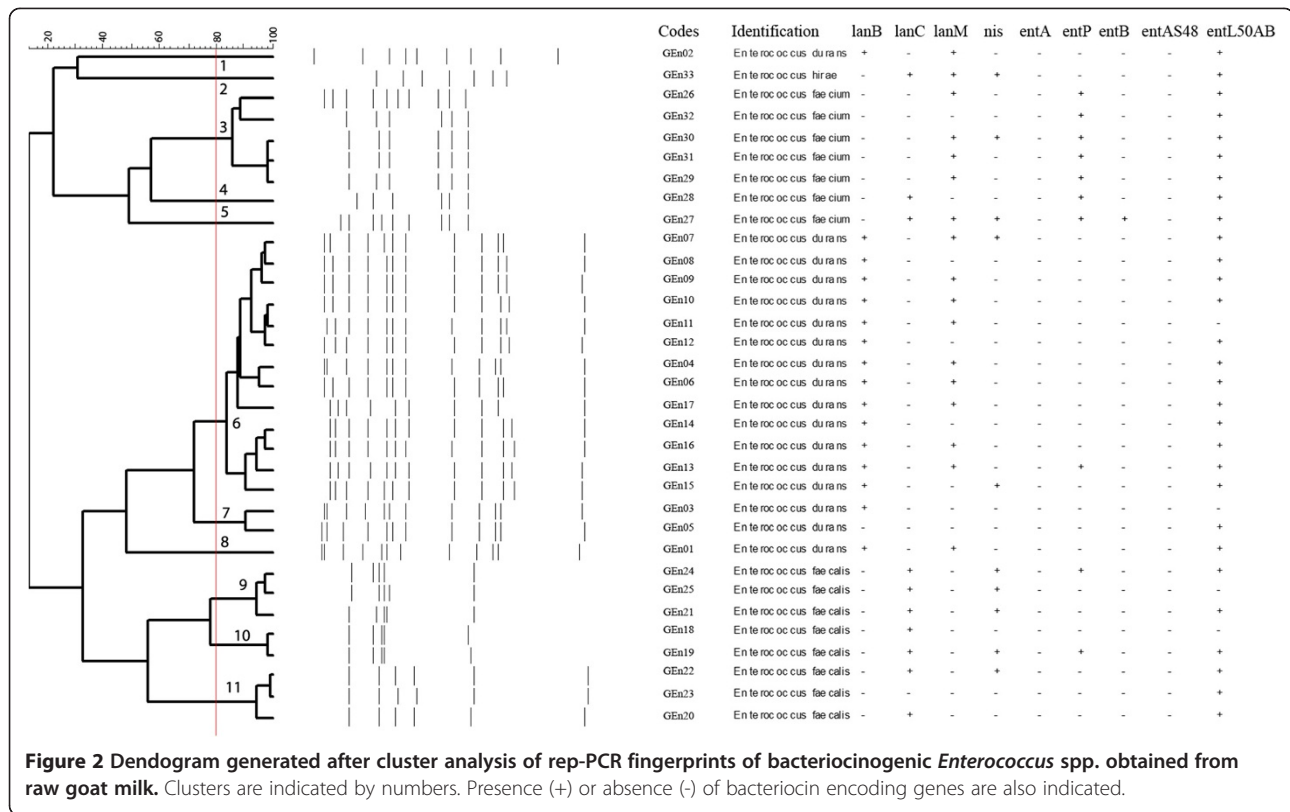 20 40 60 80 100
Codes Identification lanB lanC lanM nis entA entP entB entAS48 entL50AB
1
2
3
4
5
6
7
8
9
10
11
GEn02 Enterococcus durans + - + - - - - - +
GEn33 Enterococcus hirae - + + + - - - - +
GEn26 Enterococcus faecium - - + - - + - - +
GEn32 Enterococcus faecium - - - - - + - - +
GEn30 Enterococcus faecium - - + + - + - - +
GEn31 Enterococcus faecium - - + - - + - - +
GEn29 Enterococcus faecium - - + - - + - - +
GEn28 Enterococcus faecium - + - - - + - - +
GEn27 Enterococcus faecium - + + + - + + - +
GEn07 Enterococcus durans + - + + - - - - +
GEn08 Enterococcus durans + - - - - - - - +
GEn09 Enterococcus durans + - + - - - - - +
GEn10 Enterococcus durans + - + - - - - - +
GEn11 Enterococcus durans + - + - - - - - -
GEn12 Enterococcus durans + - - - - - - - +
GEn04 Enterococcus durans + - + - - - - - +
GEn06 Enterococcus durans + - + - - - - - +
GEn17 Enterococcus durans + - + - - - - - +
GEn14 Enterococcus durans + - - - - - - - +
GEn16 Enterococcus durans + - + - - - - - +
GEn13 Enterococcus durans + - + - - + - - +
GEn15 Enterococcus durans + - - + - - - - +
GEn03 Enterococcus durans + - - - - - - - -
GEn05 Enterococcus durans - - - - - - - - +
GEn01 Enterococcus durans + - + - - - - - +
GEn24 Enterococcus faecalis - + - + - + - - +
GEn25 Enterococcus faecalis - + - + - - - - -
GEn21 Enterococcus faecalis - + - + - - - - +
GEn18 Enterococcus faecalis - + - - - - - - -
GEn19 Enterococcus faecalis - + - + - + - - +
GEn22 Enterococcus faecalis - + - + - - - - +
GEn23 Enterococcus faecalis - - - - - - - - +
GEn20 Enterococcus faecalis - + - - - - - - +
Figure 2 Dendogram generated after cluster analysis of rep-PCR fingerprints of bacteriocinogenic Enterococcus spp. obtained from
raw goat milk. Clusters are indicated by numbers. Presence (+) or absence (-) of bacteriocin encoding genes are also indicated.